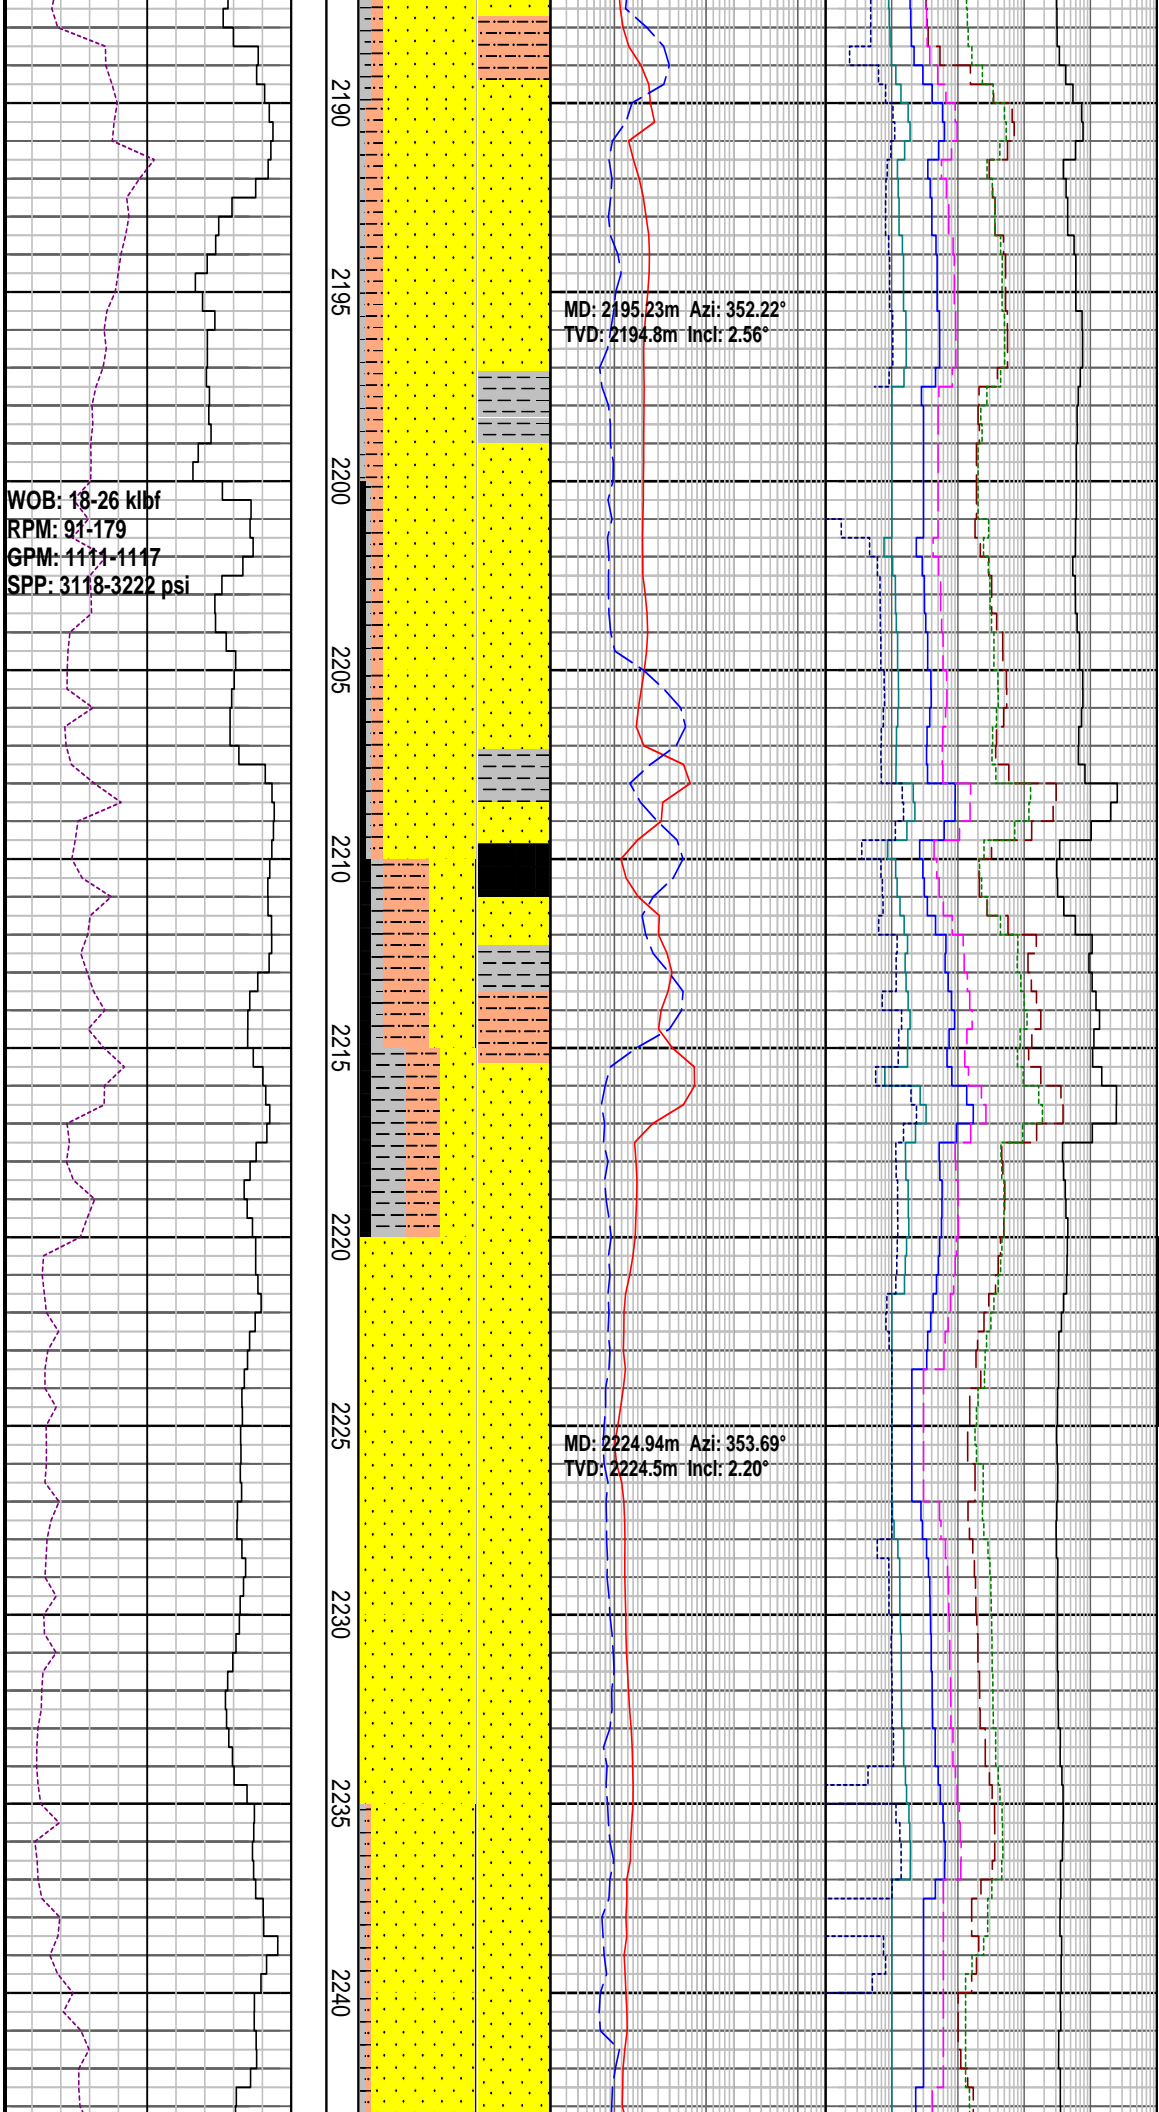 2190
2195
MD: 2195.23m Azi: 352.22°
TVD: 2194.8m Incl: 2.56°
2200
WOB: 18-26 klbf
RPM: 91-179
GPM: 1111-1117
SPP: 3118-3222 psi
2205
2210
2215
2220
2225
MD: 2224.94m Azi: 353.69°
TVD: 2224.5m Incl: 2.20°
2230
2235
2240